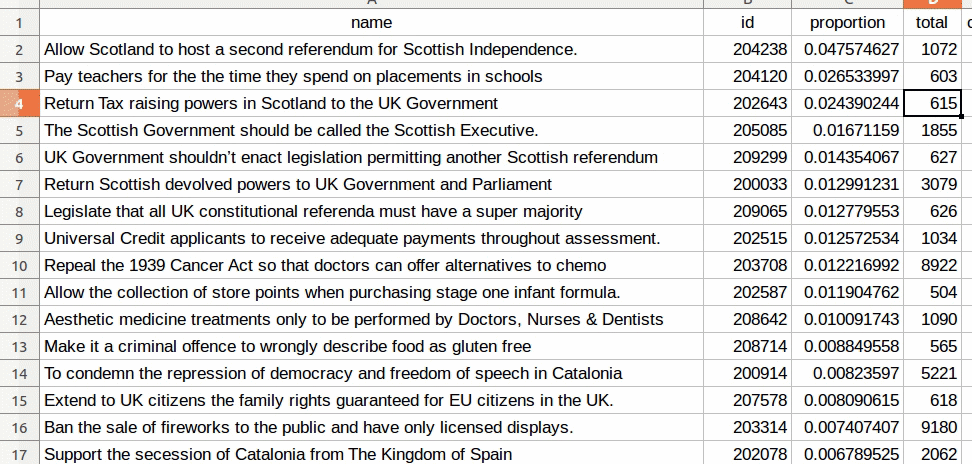 1 name id proportion total
2 Allow Scotland to host a second referendum for Scottish Independence. 204238 0.047574627 1072
3 Pay teachers for the the time they spend on placements in schools 204120 0.026533997 603
4 Return Tax raising powers in Scotland to the UK Government 202643 0.024390244 615
5 The Scottish Government should be called the Scottish Executive. 205085 0.01671159 1855
6 UK Government shouldn't enact legislation permitting another Scottish referendum 209299 0.014354067 627
7 Return Scottish devolved powers to UK Government and Parliament 200033 0.012991231 3079
8 Legislate that all UK constitutional referenda must have a super majority 209065 0.012779553 626
9 Universal Credit applicants to receive adequate payments throughout assessment. 202515 0.012572534 1034
10 Repeal the 1939 Cancer Act so that doctors can offer alternatives to chemo 203708 0.012216992 8922
11 Allow the collection of store points when purchasing stage one infant formula. 202587 0.011904762 504
12 Aesthetic medicine treatments only to be performed by Doctors, Nurses & Dentists 208642 0.010091743 1090
13 Make it a criminal offence to wrongly describe food as gluten free 208714 0.008849558 565
14 To condemn the repression of democracy and freedom of speech in Catalonia 200914 0.00823597 5221
15 Extend to UK citizens the family rights guaranteed for EU citizens in the UK. 207578 0.008090615 618
16 Ban the sale of fireworks to the public and have only licensed displays. 203314 0.007407407 9180
17 Support the secession of Catalonia from The Kingdom of Spain 202078 0.006789525 2062